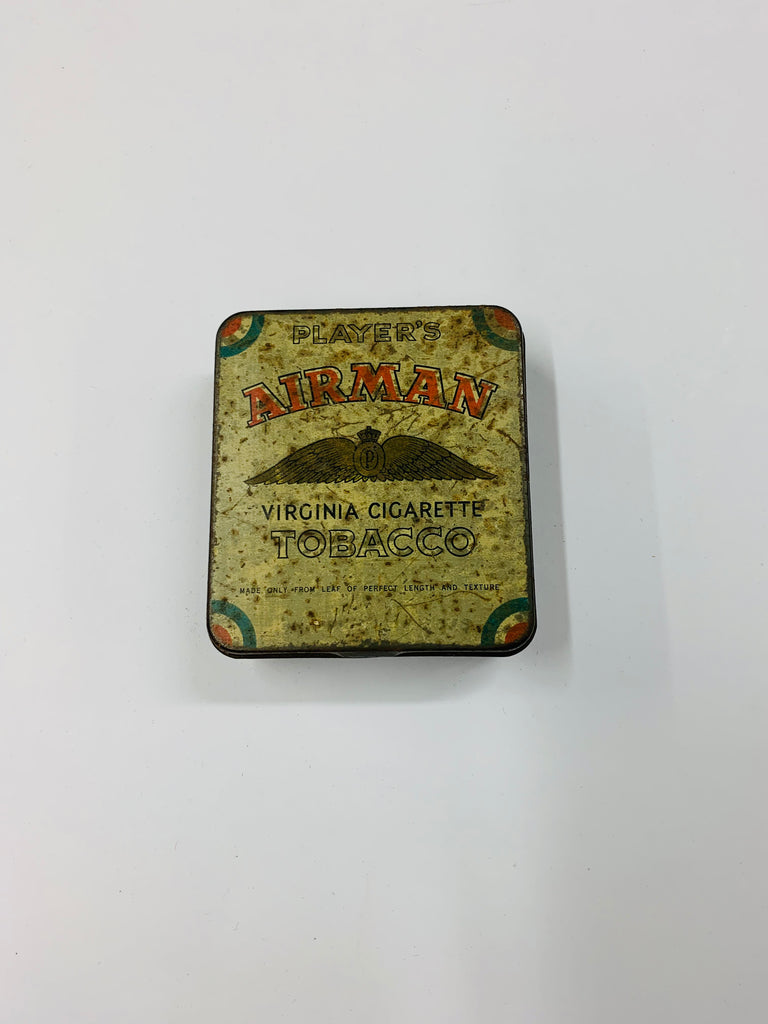 PLAYER'S
AIRMAN
P
VIRGINIA CIGARETTE
TOBACCO
MADE ONLY FROM LEAF OF PERFECT LENGTH AND TEXTURE